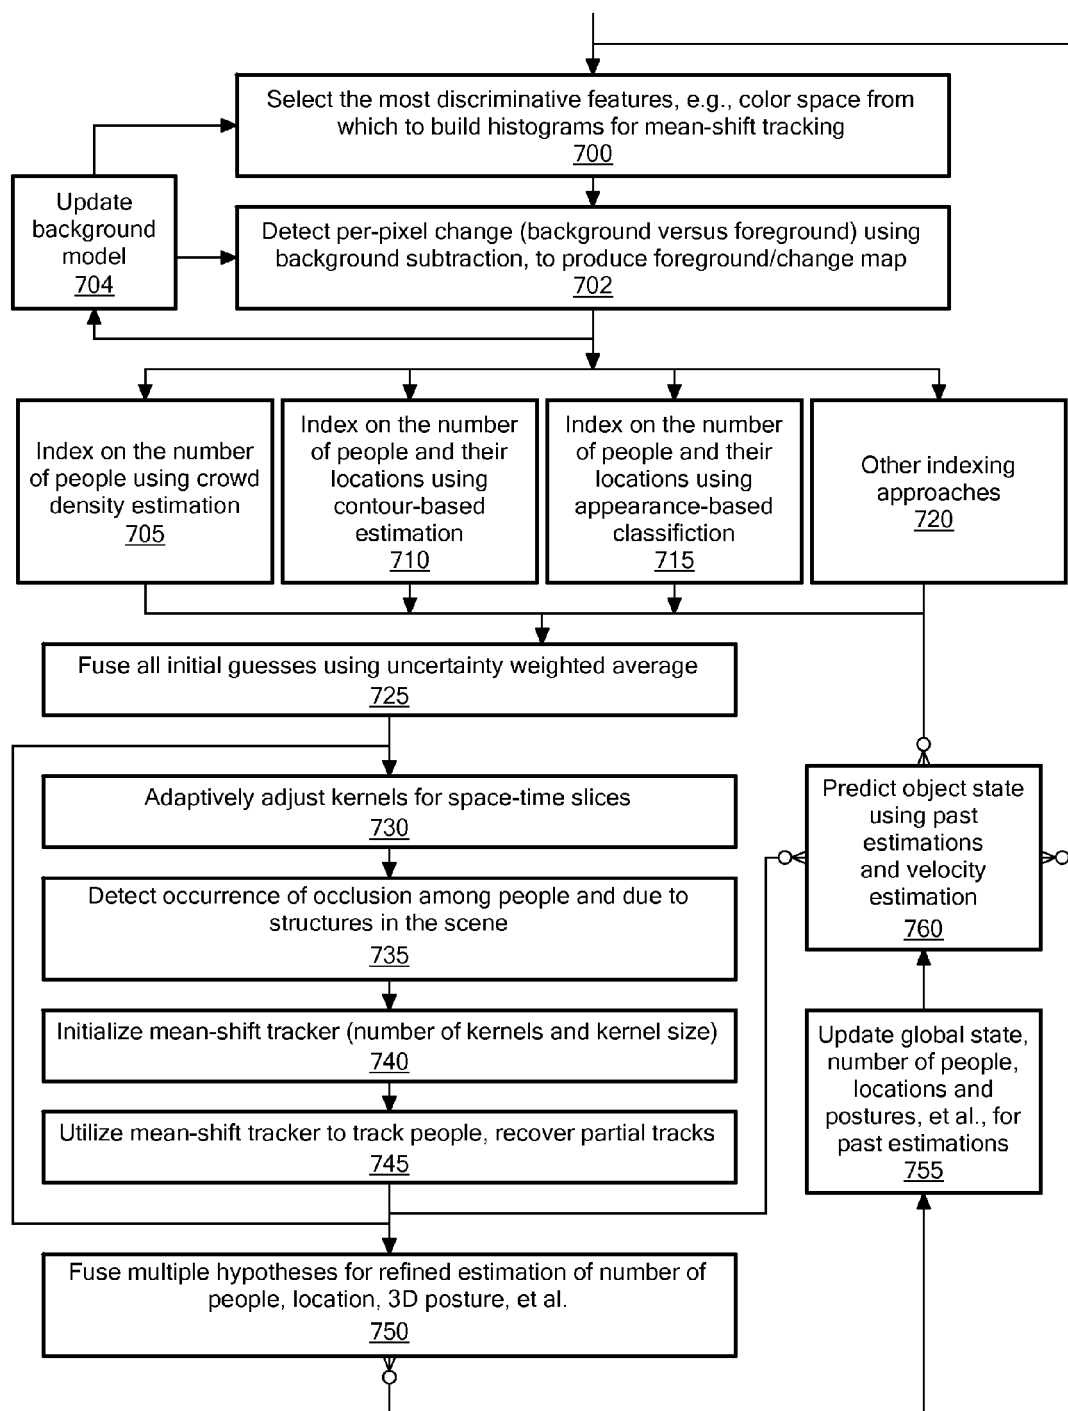 Select the most discriminative features, e.g., color space from
which to build histograms for mean-shift tracking
700
Update
background
model
704
Detect per-pixel change (background versus foreground) using
background subtraction, to produce foreground/change map
702
Index on the number
of people using crowd
density estimation
705
Index on the number
of people and their
locations using
contour-based
estimation
710
Index on the number
of people and their
locations using
appearance-based
classifiction
715
Other indexing
approaches
720
Fuse all initial guesses using uncertainty weighted average
725
Adaptively adjust kernels for space-time slices
730
Detect occurrence of occlusion among people and due to
structures in the scene
735
Initialize mean-shift tracker (number of kernels and kernel size)
740
Utilize mean-shift tracker to track people, recover partial tracks
745
Fuse multiple hypotheses for refined estimation of number of
people, location, 3D posture, et al.
750
Predict object state
using past
estimations
and velocity
estimation
760
Update global state,
number of people,
locations and
postures, et al., for
past estimations
755